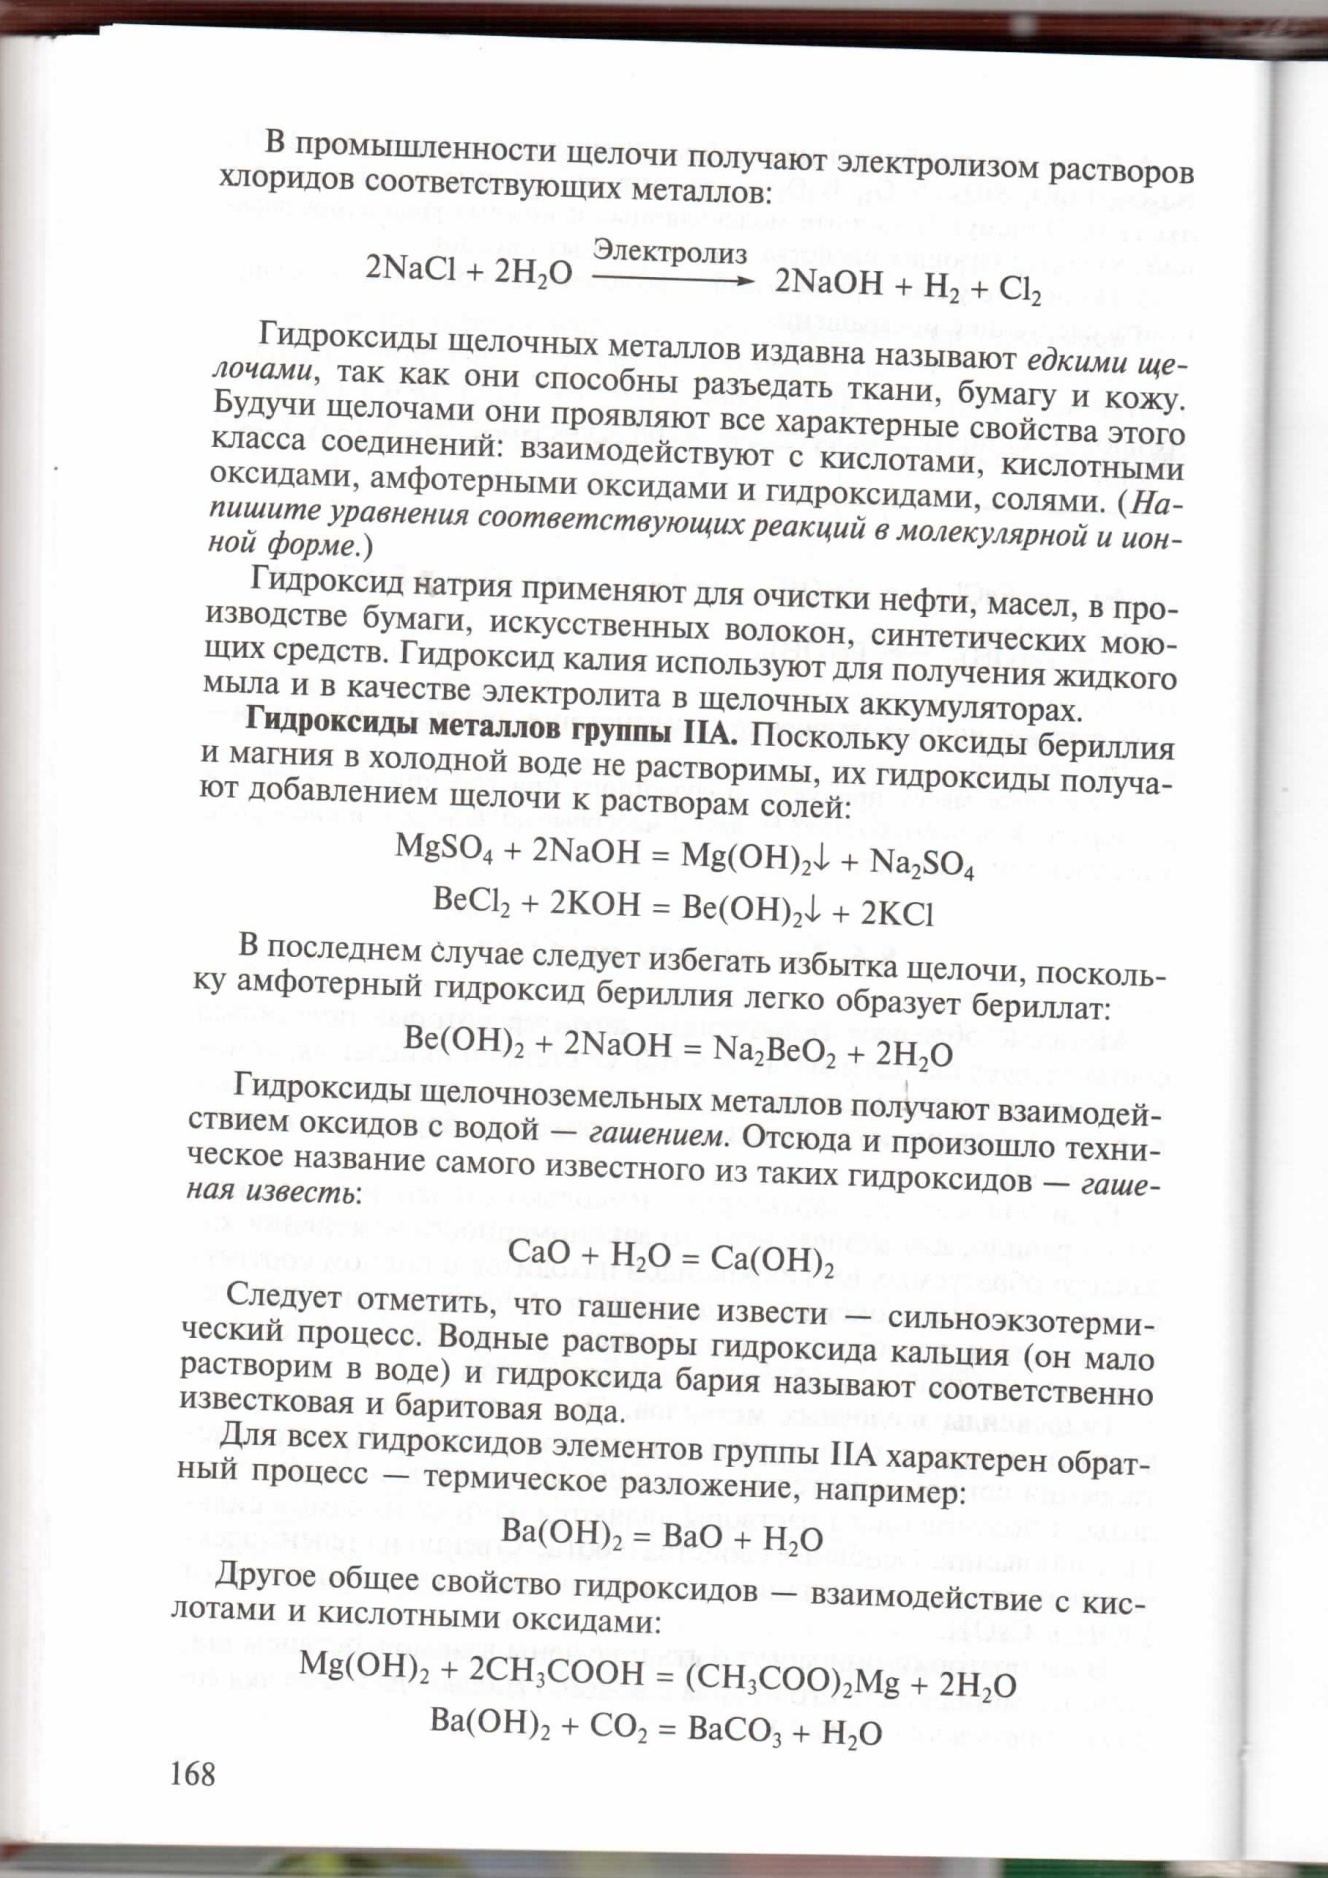 В промышленности щелочи получают электролизом растворов
хлоридов соответствующих металлов:
2NaCl + 2H₂O Электролиз → 2NaOH + H₂ + Cl₂
Гидроксиды щелочных металлов издавна называют едкими ще-
лочами, так как они способны разъедать ткани, бумагу и кожу.
Будучи щелочами они проявляют все характерные свойства этого
класса соединений: взаимодействуют с кислотами, кислотными
оксидами, амфотерными оксидами и гидроксидами, солями. (На-
пишите уравнения соответствующих реакций в молекулярной и ион-
ной форме.)
Гидроксид натрия применяют для очистки нефти, масел, в про-
изводстве бумаги, искусственных волокон, синтетических мою-
щих средств. Гидроксид калия используют для получения жидкого
мыла и в качестве электролита в щелочных аккумуляторах.
Гидроксиды металлов группы IIА. Поскольку оксиды бериллия
и магния в холодной воде не растворимы, их гидроксиды получа-
ют добавлением щелочи к растворам солей:
MgSO₄ + 2NaOH = Mg(OH)₂↓ + Na₂SO₄
BeCl₂ + 2KOH = Be(OH)₂↓ + 2KCl
В последнем случае следует избегать избытка щелочи, посколь-
ку амфотерный гидроксид бериллия легко образует бериллат:
Be(OH)₂ + 2NaOH = Na₂BeO₂ + 2H₂O
Гидроксиды щелочноземельных металлов получают взаимодей-
ствием оксидов с водой — гашением. Отсюда и произошло техни-
ческое название самого известного из таких гидроксидов — гаше-
ная известь:
CaO + H₂O = Ca(OH)₂
Следует отметить, что гашение извести — сильноэкзотерми-
ческий процесс. Водные растворы гидроксида кальция (он мало
растворим в воде) и гидроксида бария называют соответственно
известковая и баритовая вода.
Для всех гидроксидов элементов группы IIА характерен обрат-
ный процесс — термическое разложение, например:
Ba(OH)₂ = BaO + H₂O
Другое общее свойство гидроксидов — взаимодействие с кис-
лотами и кислотными оксидами:
Mg(OH)₂ + 2CH₃COOH = (CH₃COO)₂Mg + 2H₂O
Ba(OH)₂ + CO₂ = BaCO₃ + H₂O
168